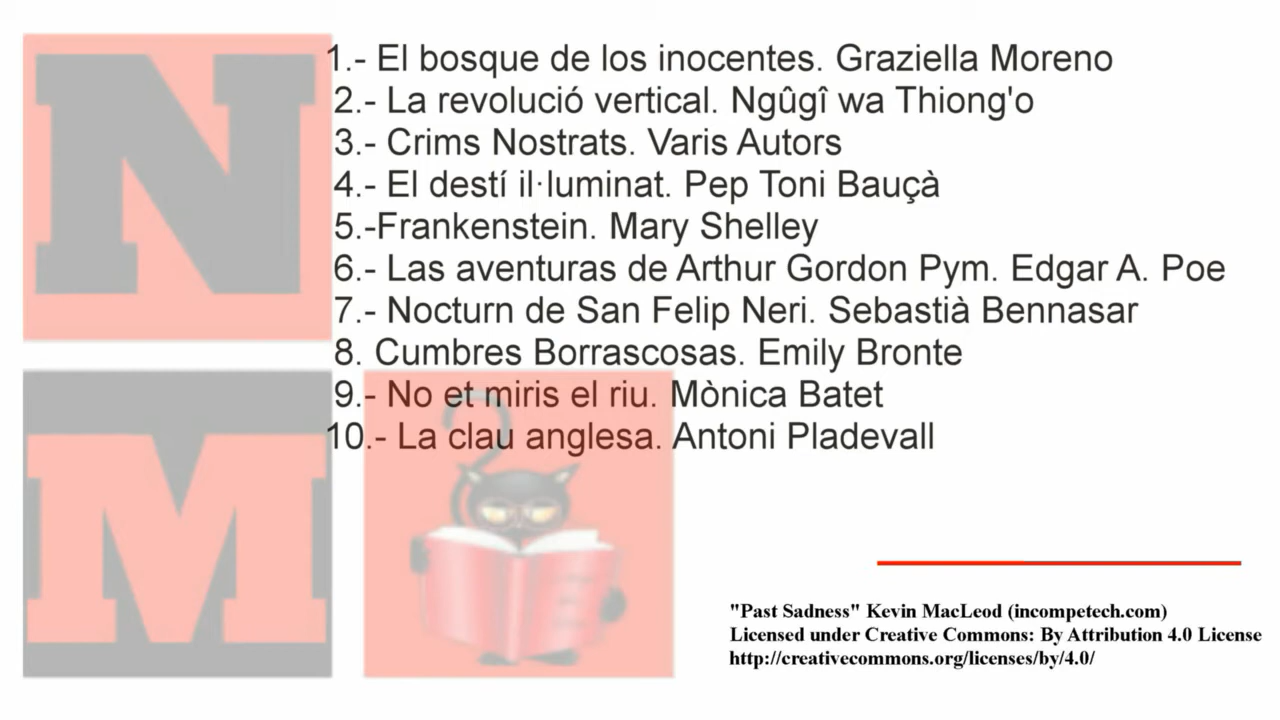 N
M
1.- El bosque de los inocentes. Graziella Moreno
2.- La revolució vertical. Ngûgî wa Thiong'o
3.- Crims Nostrats. Varis Autors
4.- El destí il·luminat. Pep Toni Bauçà
5.-Frankenstein. Mary Shelley
6.- Las aventuras de Arthur Gordon Pym. Edgar A. Poe
7.- Nocturn de San Felip Neri. Sebastià Bennasar
8. Cumbres Borrascosas. Emily Bronte
9.- No et miris el riu. Mònica Batet
10.- La clau anglesa. Antoni Pladevall
"Past Sadness" Kevin MacLeod (incompetech.com)
Licensed under Creative Commons: By Attribution 4.0 License
http://creativecommons.org/licenses/by/4.0/